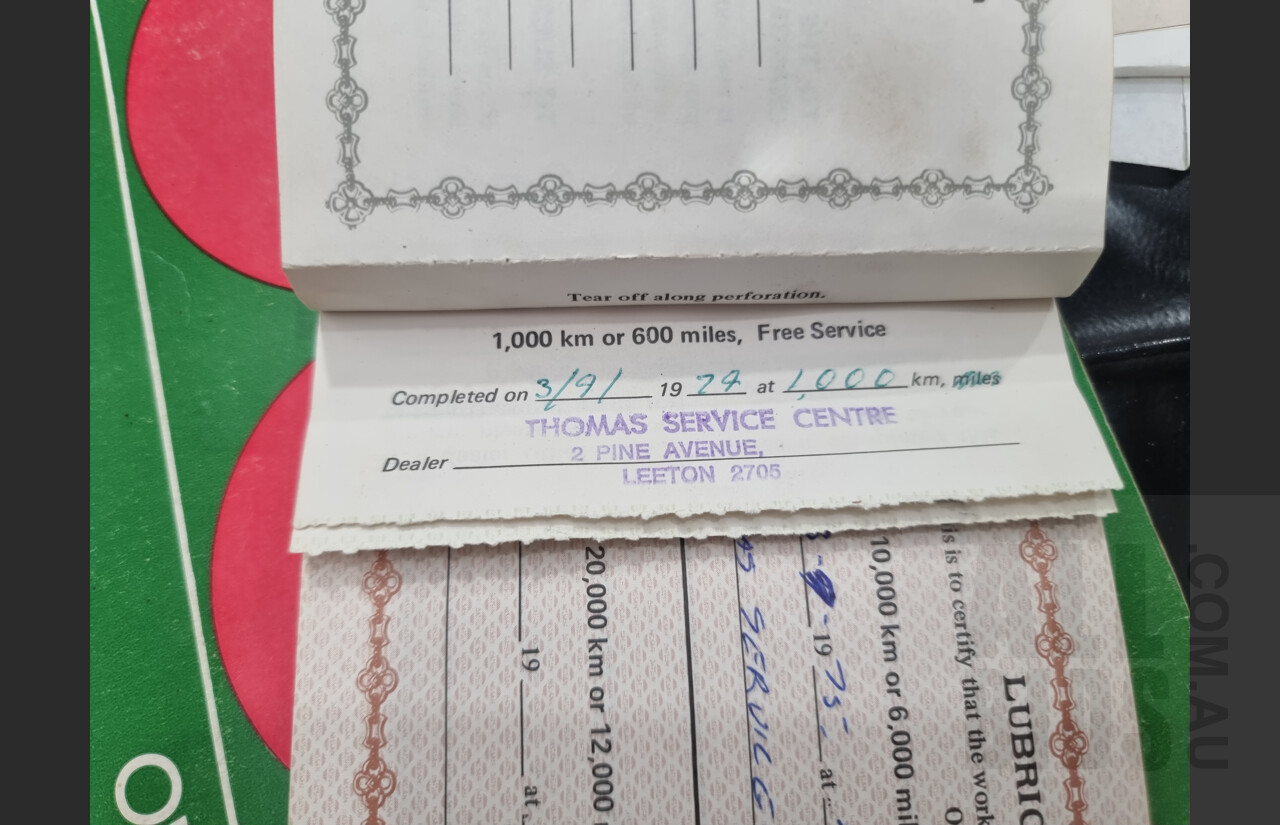 Tear off along perforation.
1,000 km or 600 miles, Free Service
Completed on 3/9/ 19 74 at 1,000 km, miles
THOMAS SERVICE CENTRE
2 PINE AVENUE,
Dealer
LEETON 2705
LUBRIC
is is to certify that the work
10,000 km or 6,000 mil
19 75 at
SERVICE
20,000 km or 12,000
19 at
.COM.AU